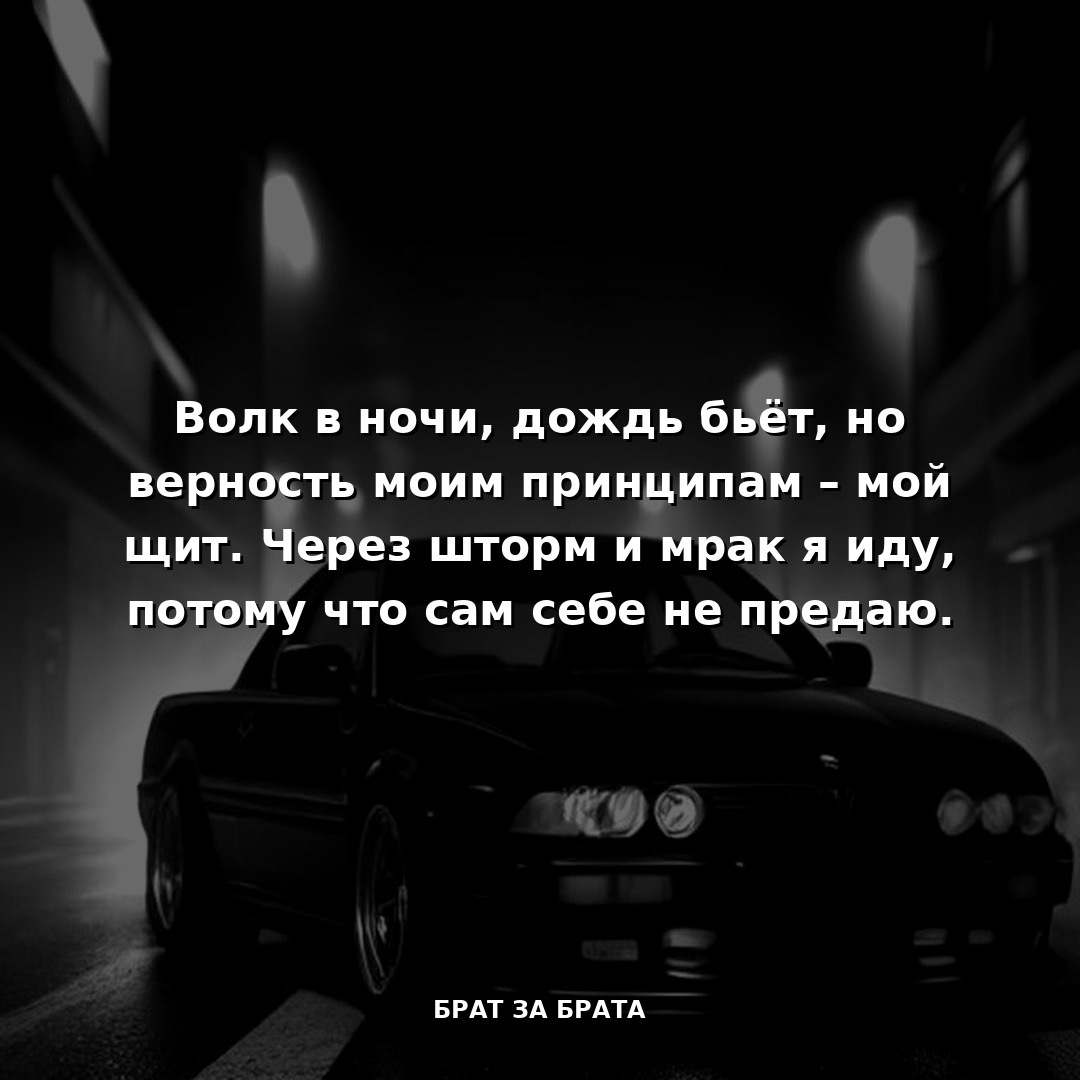 Волк в ночи, дождь бьёт, но
верность моим принципам – мой
щит. Через шторм и мрак я иду,
потому что сам себе не предаю.
БРАТ ЗА БРАТА